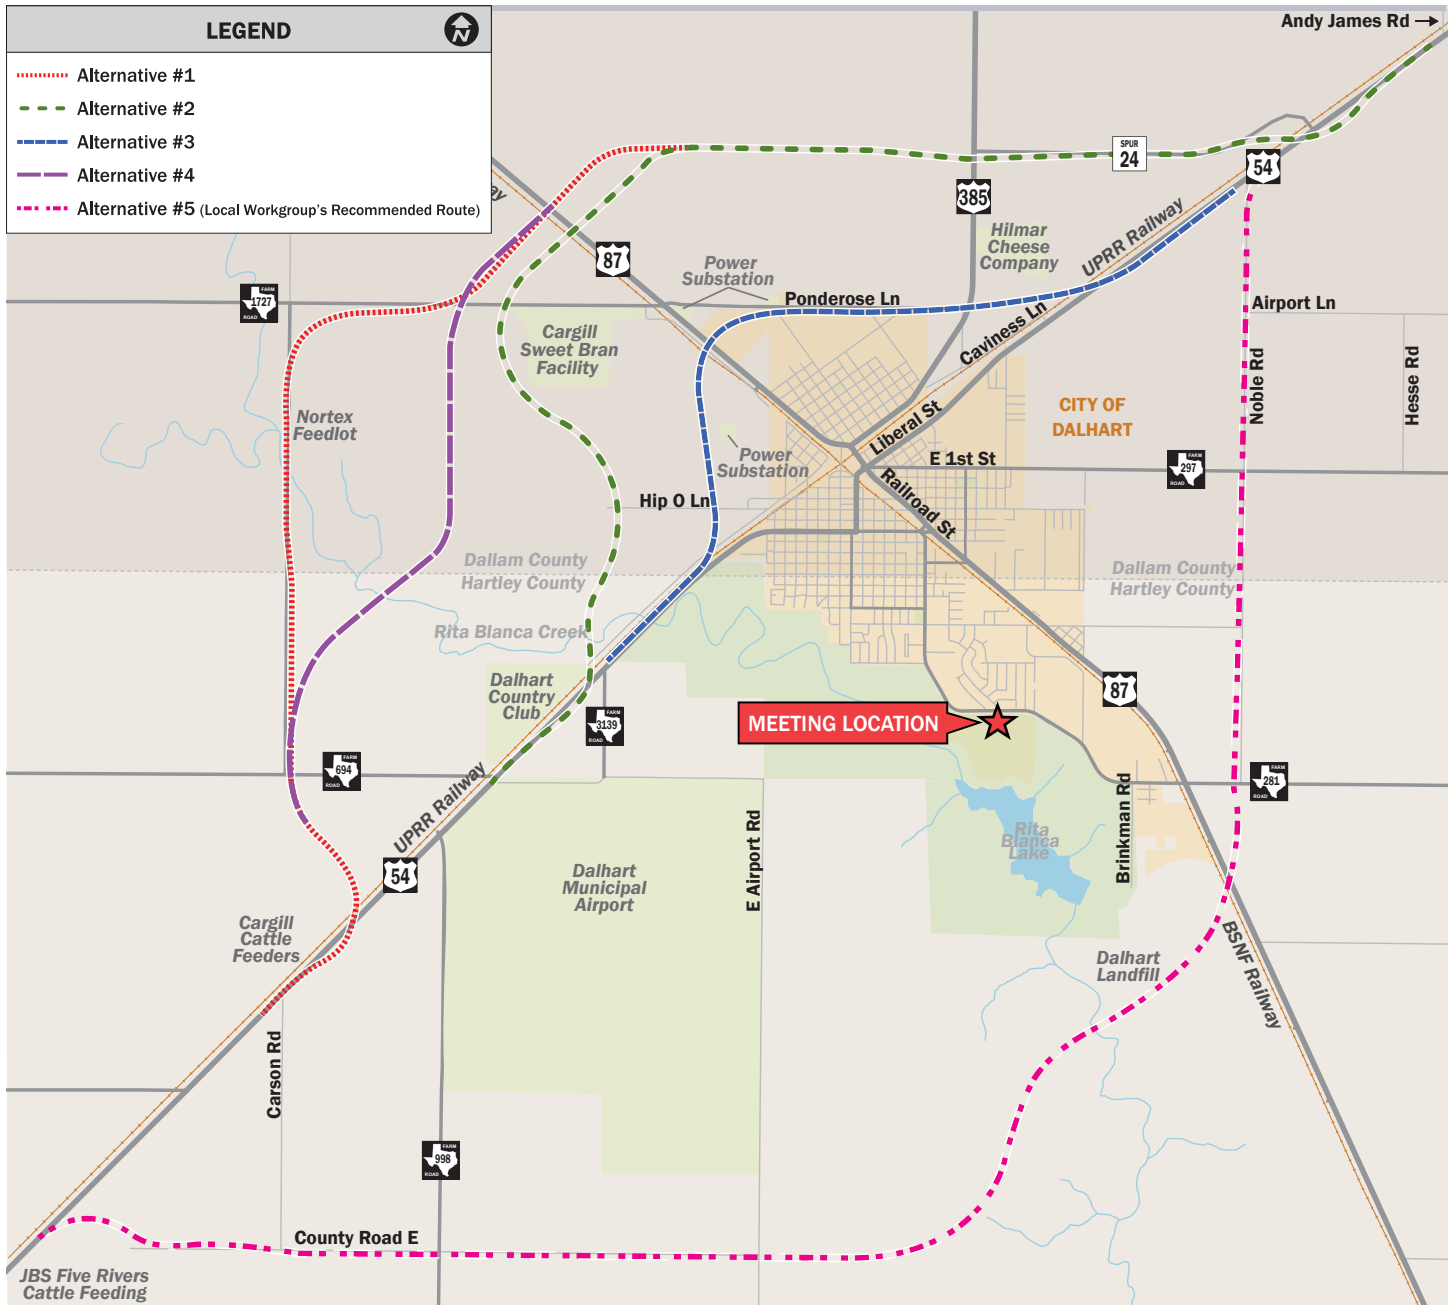 LEGEND
N
Alternative #1
Alternative #2
Alternative #3
Alternative #4
Alternative #5 (Local Workgroup's Recommended Route)
Andy James Rd
SPUR
24
54
385
ay
87
Hilmar
Cheese
Company
UPRR Railway
Power
Substation
FARM
1727
ROAD
Ponderose Ln
Airport Ln
Cargill
Sweet Bran
Facility
Caviness Ln
Noble Rd
Hesse Rd
Nortex
Feedlot
CITY OF
DALHART
Liberal St
Power
Substation
E 1st St
FARM
297
ROAD
Hip O Ln
Railroad St
Dallam County
Hartley County
Dallam County
Hartley County
Rita Blanca Creek
Dalhart
Country
Club
87
FARM
3139
ROAD
MEETING LOCATION
FARM
694
ROAD
FARM
281
ROAD
UPRR Railway
Brinkman Rd
Rita
Blanca
Lake
E Airport Rd
54
Dalhart
Municipal
Airport
Cargill
Cattle
Feeders
Dalhart
Landfill
BSNF Railway
Carson Rd
FARM
998
ROAD
County Road E
JBS Five Rivers
Cattle Feeding